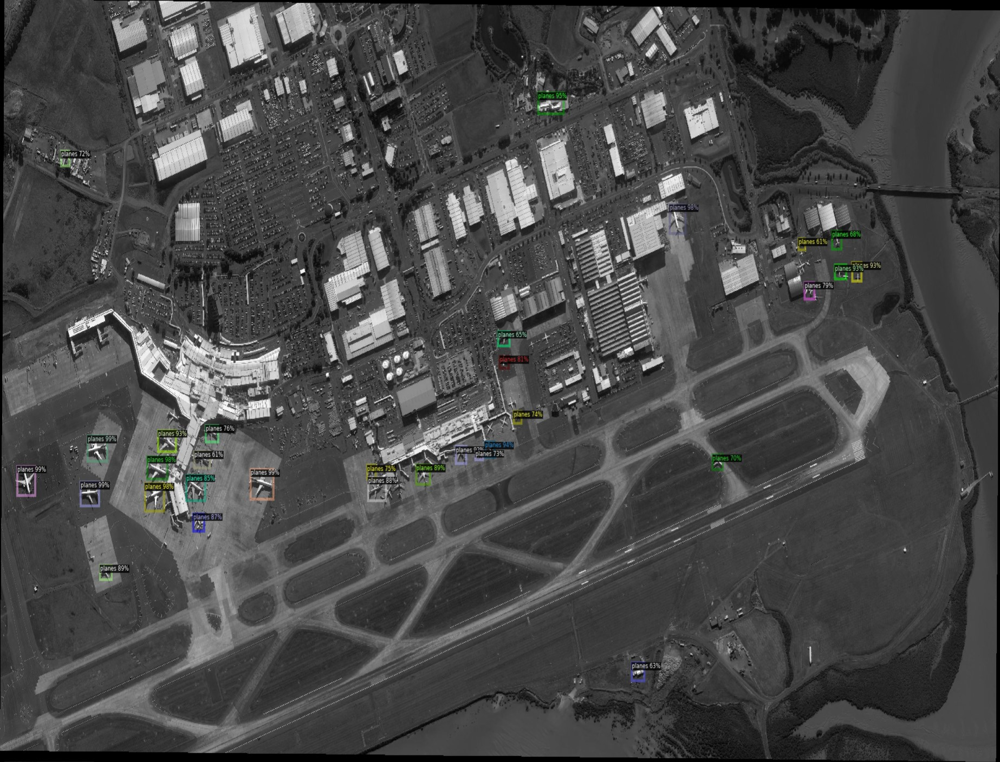 planes 95%
planes 72%
planes 98%
planes 68%
planes 61%
planes 93%
planes 93%
planes 79%
planes 65%
planes 81%
planes 74%
planes 76%
planes 93%
planes 99%
planes 94%
planes 73%
planes 61%
planes 98%
planes 70%
planes 99%
planes 75%
planes 89%
planes 99%
planes 85%
planes 88%
planes 99%
planes 98%
planes 87%
planes 89%
planes 63%